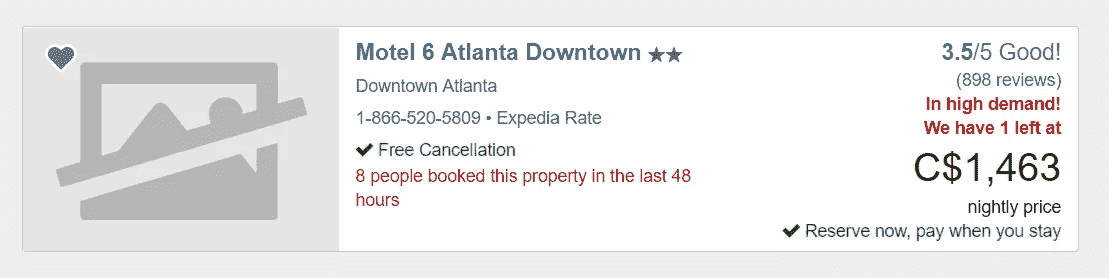 Motel 6 Atlanta Downtown
Downtown Atlanta
1-866-520-5809 • Expedia Rate
Free Cancellation
8 people booked this property in the last 48
hours
3.5/5 Good!
(898 reviews)
In high demand!
We have 1 left at
C$1,463
nightly price
Reserve now, pay when you stay